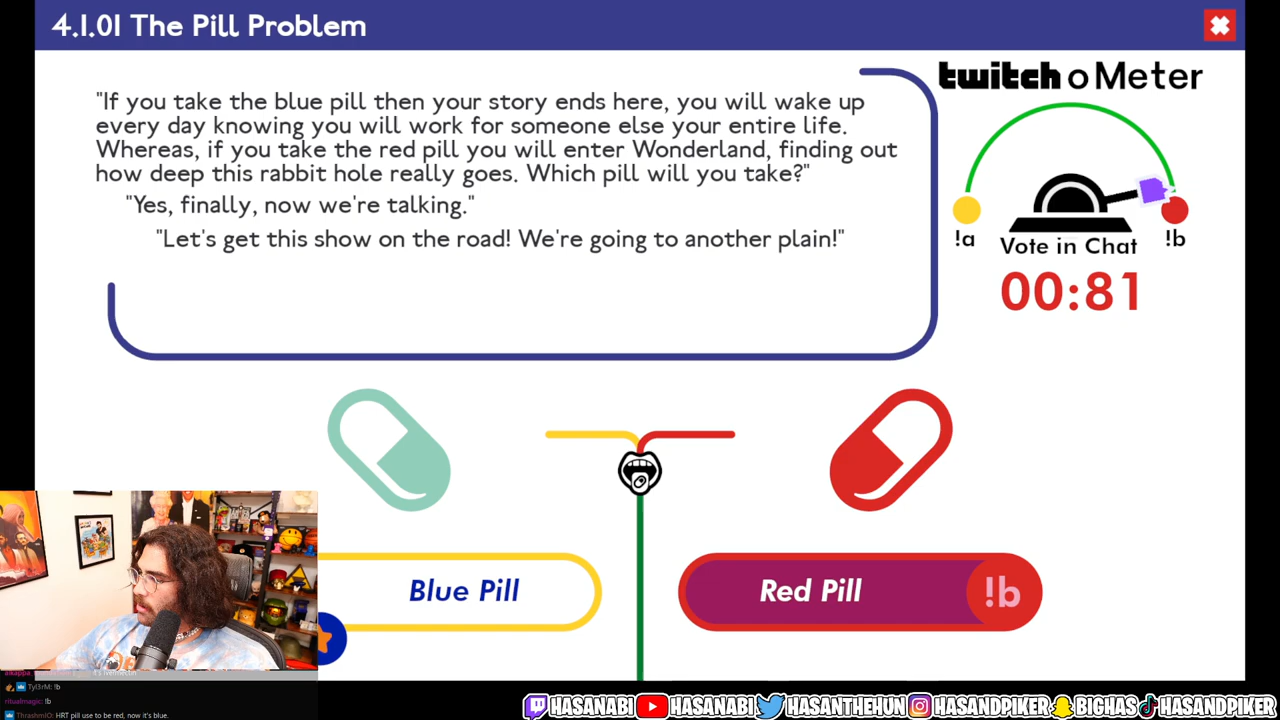 4.1.01 The Pill Problem
"If you take the blue pill then your story ends here, you will wake up
every day knowing you will work for someone else your entire life.
Whereas, if you take the red pill you will enter Wonderland, finding out
how deep this rabbit hole really goes. Which pill will you take?"
"Yes, finally, now we're talking."
"Let's get this show on the road! We're going to another plain!"
twitch o Meter
!a
Vote in Chat
!b
00:81
Blue Pill
Red Pill
!b
Tyl3rM: !b
ritualmagic: !b
ThrashmIO: HRT pill use to be red, now it's blue.
HASANABI
HASANABI
HASANTHEHUN
HASANDPIKER
BIGHAS
HASANDPIKER